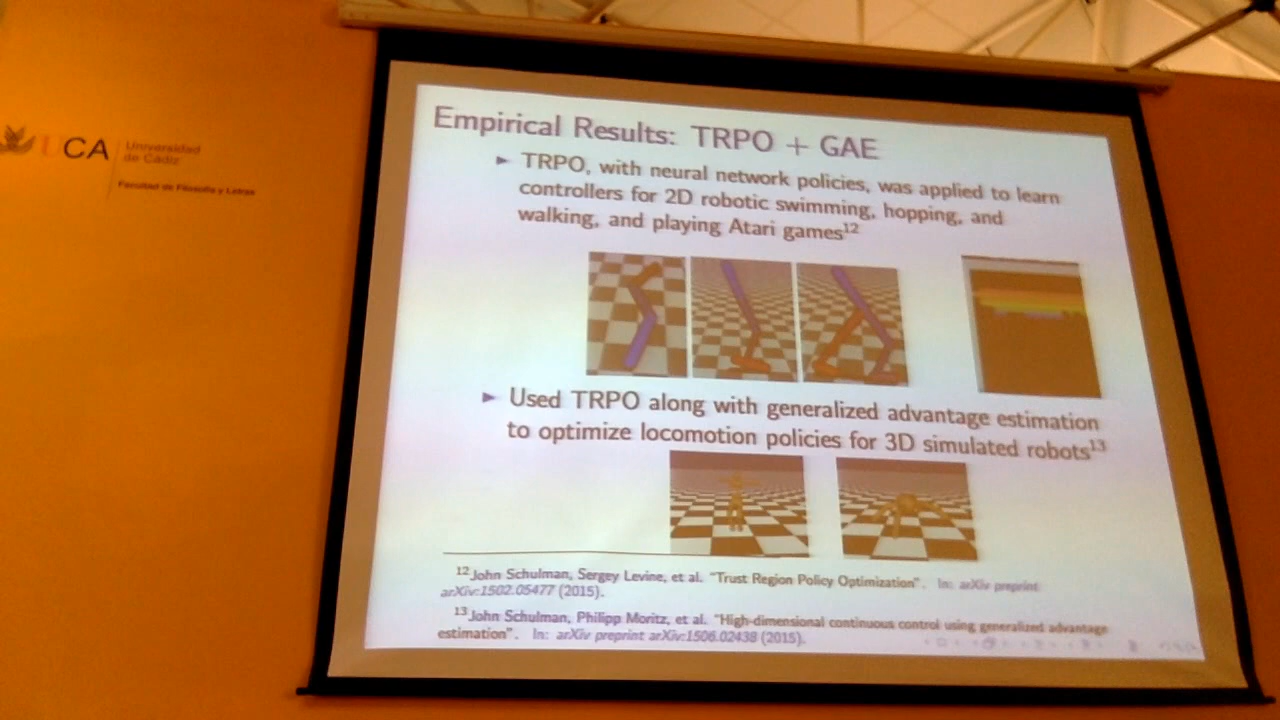 UCA
Universidad
de Cádiz
Facultad de Filosofía y Letras
Empirical Results: TRPO + GAE
► TRPO, with neural network policies, was applied to learn
controllers for 2D robotic swimming, hopping, and
walking, and playing Atari games¹²
► Used TRPO along with generalized advantage estimation
to optimize locomotion policies for 3D simulated robots¹³
¹²John Schulman, Sergey Levine, et al. "Trust Region Policy Optimization". In: arXiv preprint
arXiv:1502.05477 (2015).
¹³John Schulman, Philipp Moritz, et al. "High-dimensional continuous control using generalized advantage
estimation". In: arXiv preprint arXiv:1506.02438 (2015).